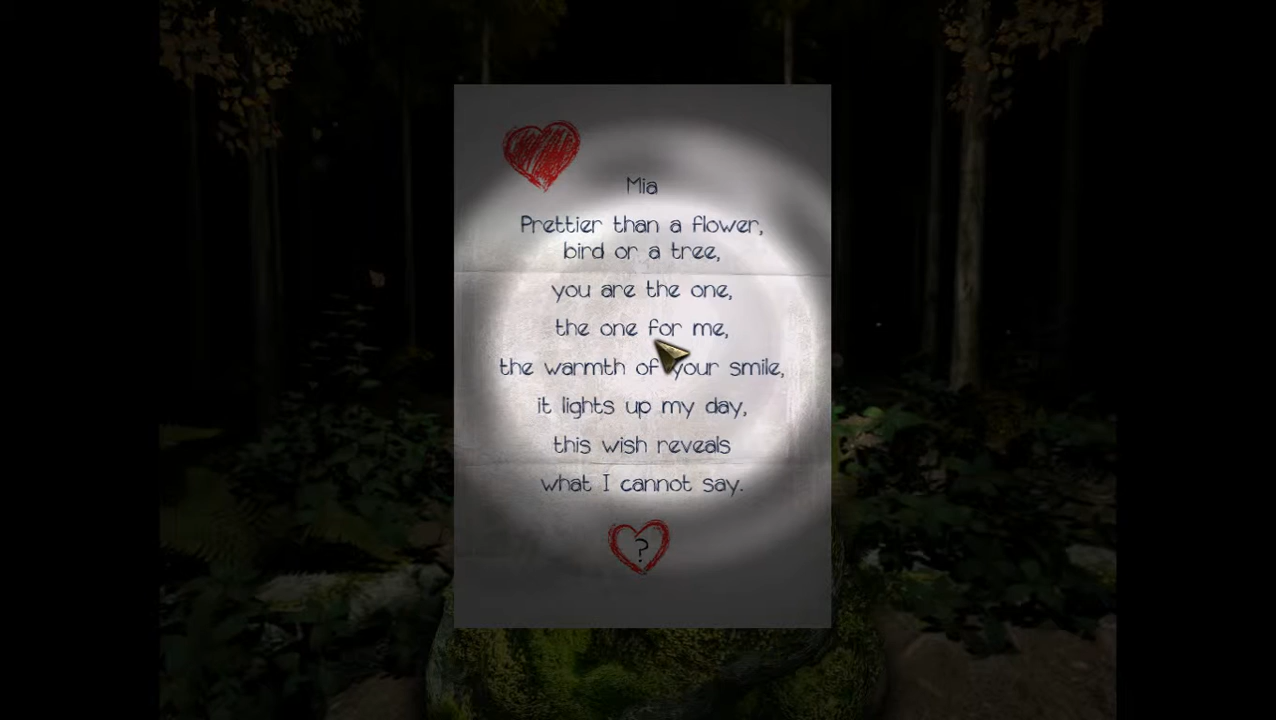 Mia
Prettier than a flower,
bird or a tree,
you are the one,
the one for me,
the warmth of your smile,
it lights up my day,
this wish reveals
what I cannot say.
?